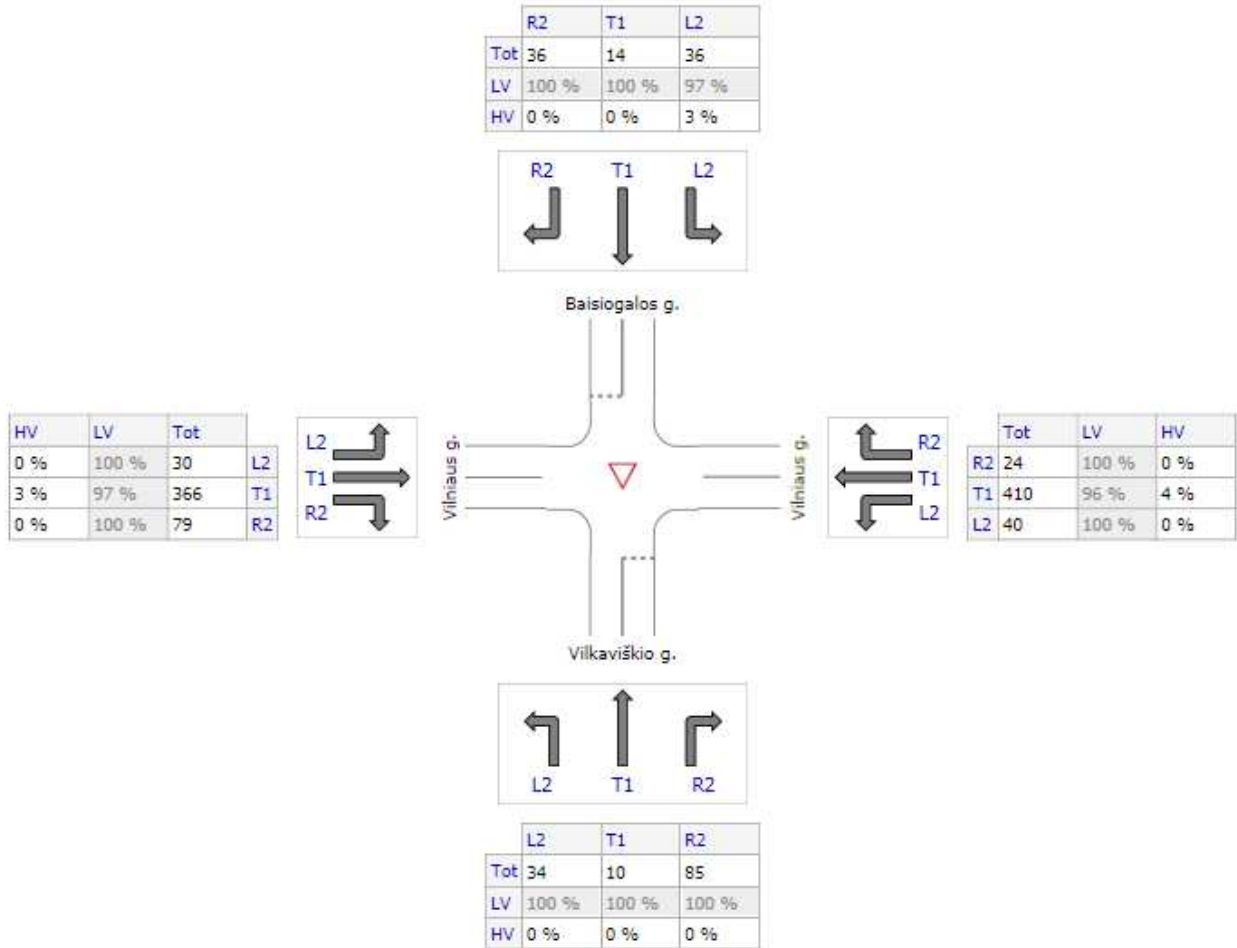 R2 T1 L2
Tot 36 14 36
LV 100 % 100 % 97 %
HV 0 % 0 % 3 %
R2 T1 L2
Baisiogalos g.
HV LV Tot
0 % 100 % 30 L2
3 % 97 % 366 T1
0 % 100 % 79 R2
L2
T1
R2
Vilniaus g.
Vilniaus g.
R2
T1
L2
Tot LV HV
R2 24 100 % 0 %
T1 410 96 % 4 %
L2 40 100 % 0 %
Vilkaviškio g.
L2 T1 R2
L2 T1 R2
Tot 34 10 85
LV 100 % 100 % 100 %
HV 0 % 0 % 0 %